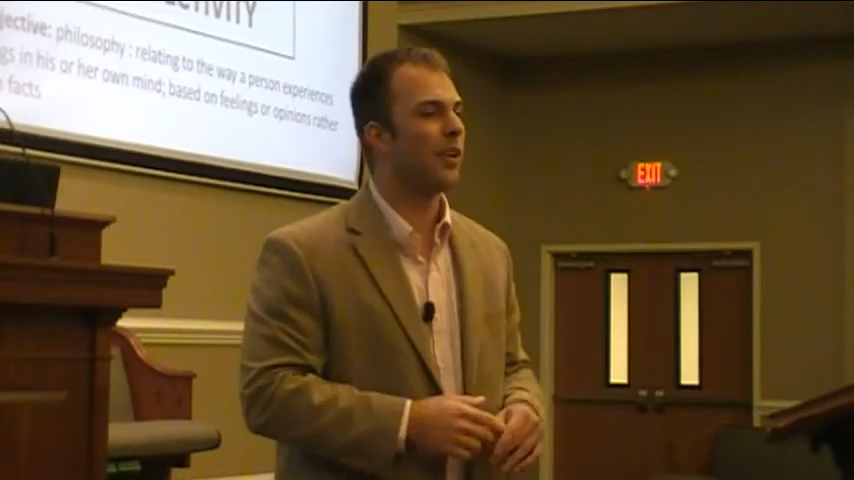 jective: philosophy : relating to the way a person experiences
gs in his or her own mind; based on feelings or opinions rather
facts
EXIT